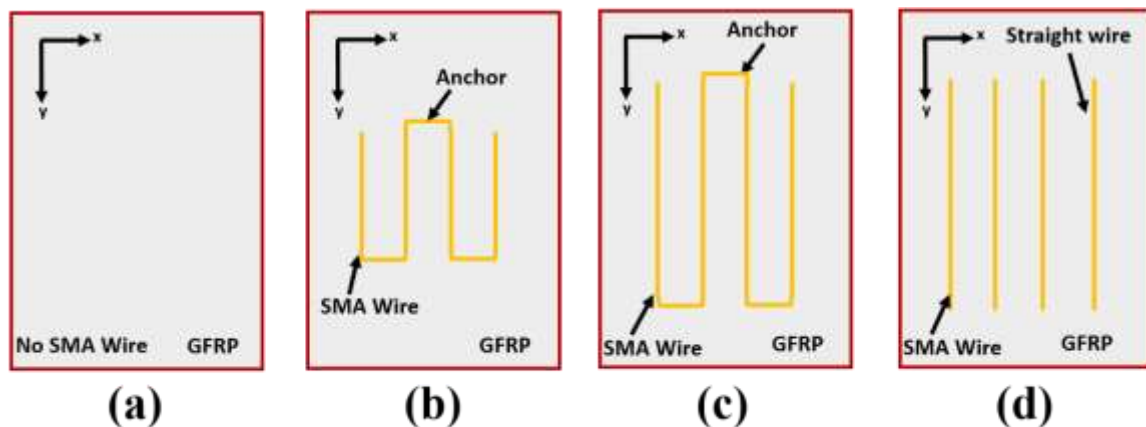 x
y
No SMA Wire GFRP
(a)
x
y
Anchor
SMA Wire
GFRP
(b)
x
y
Anchor
SMA Wire
GFRP
(c)
x
y
Straight wire
SMA Wire
GFRP
(d)